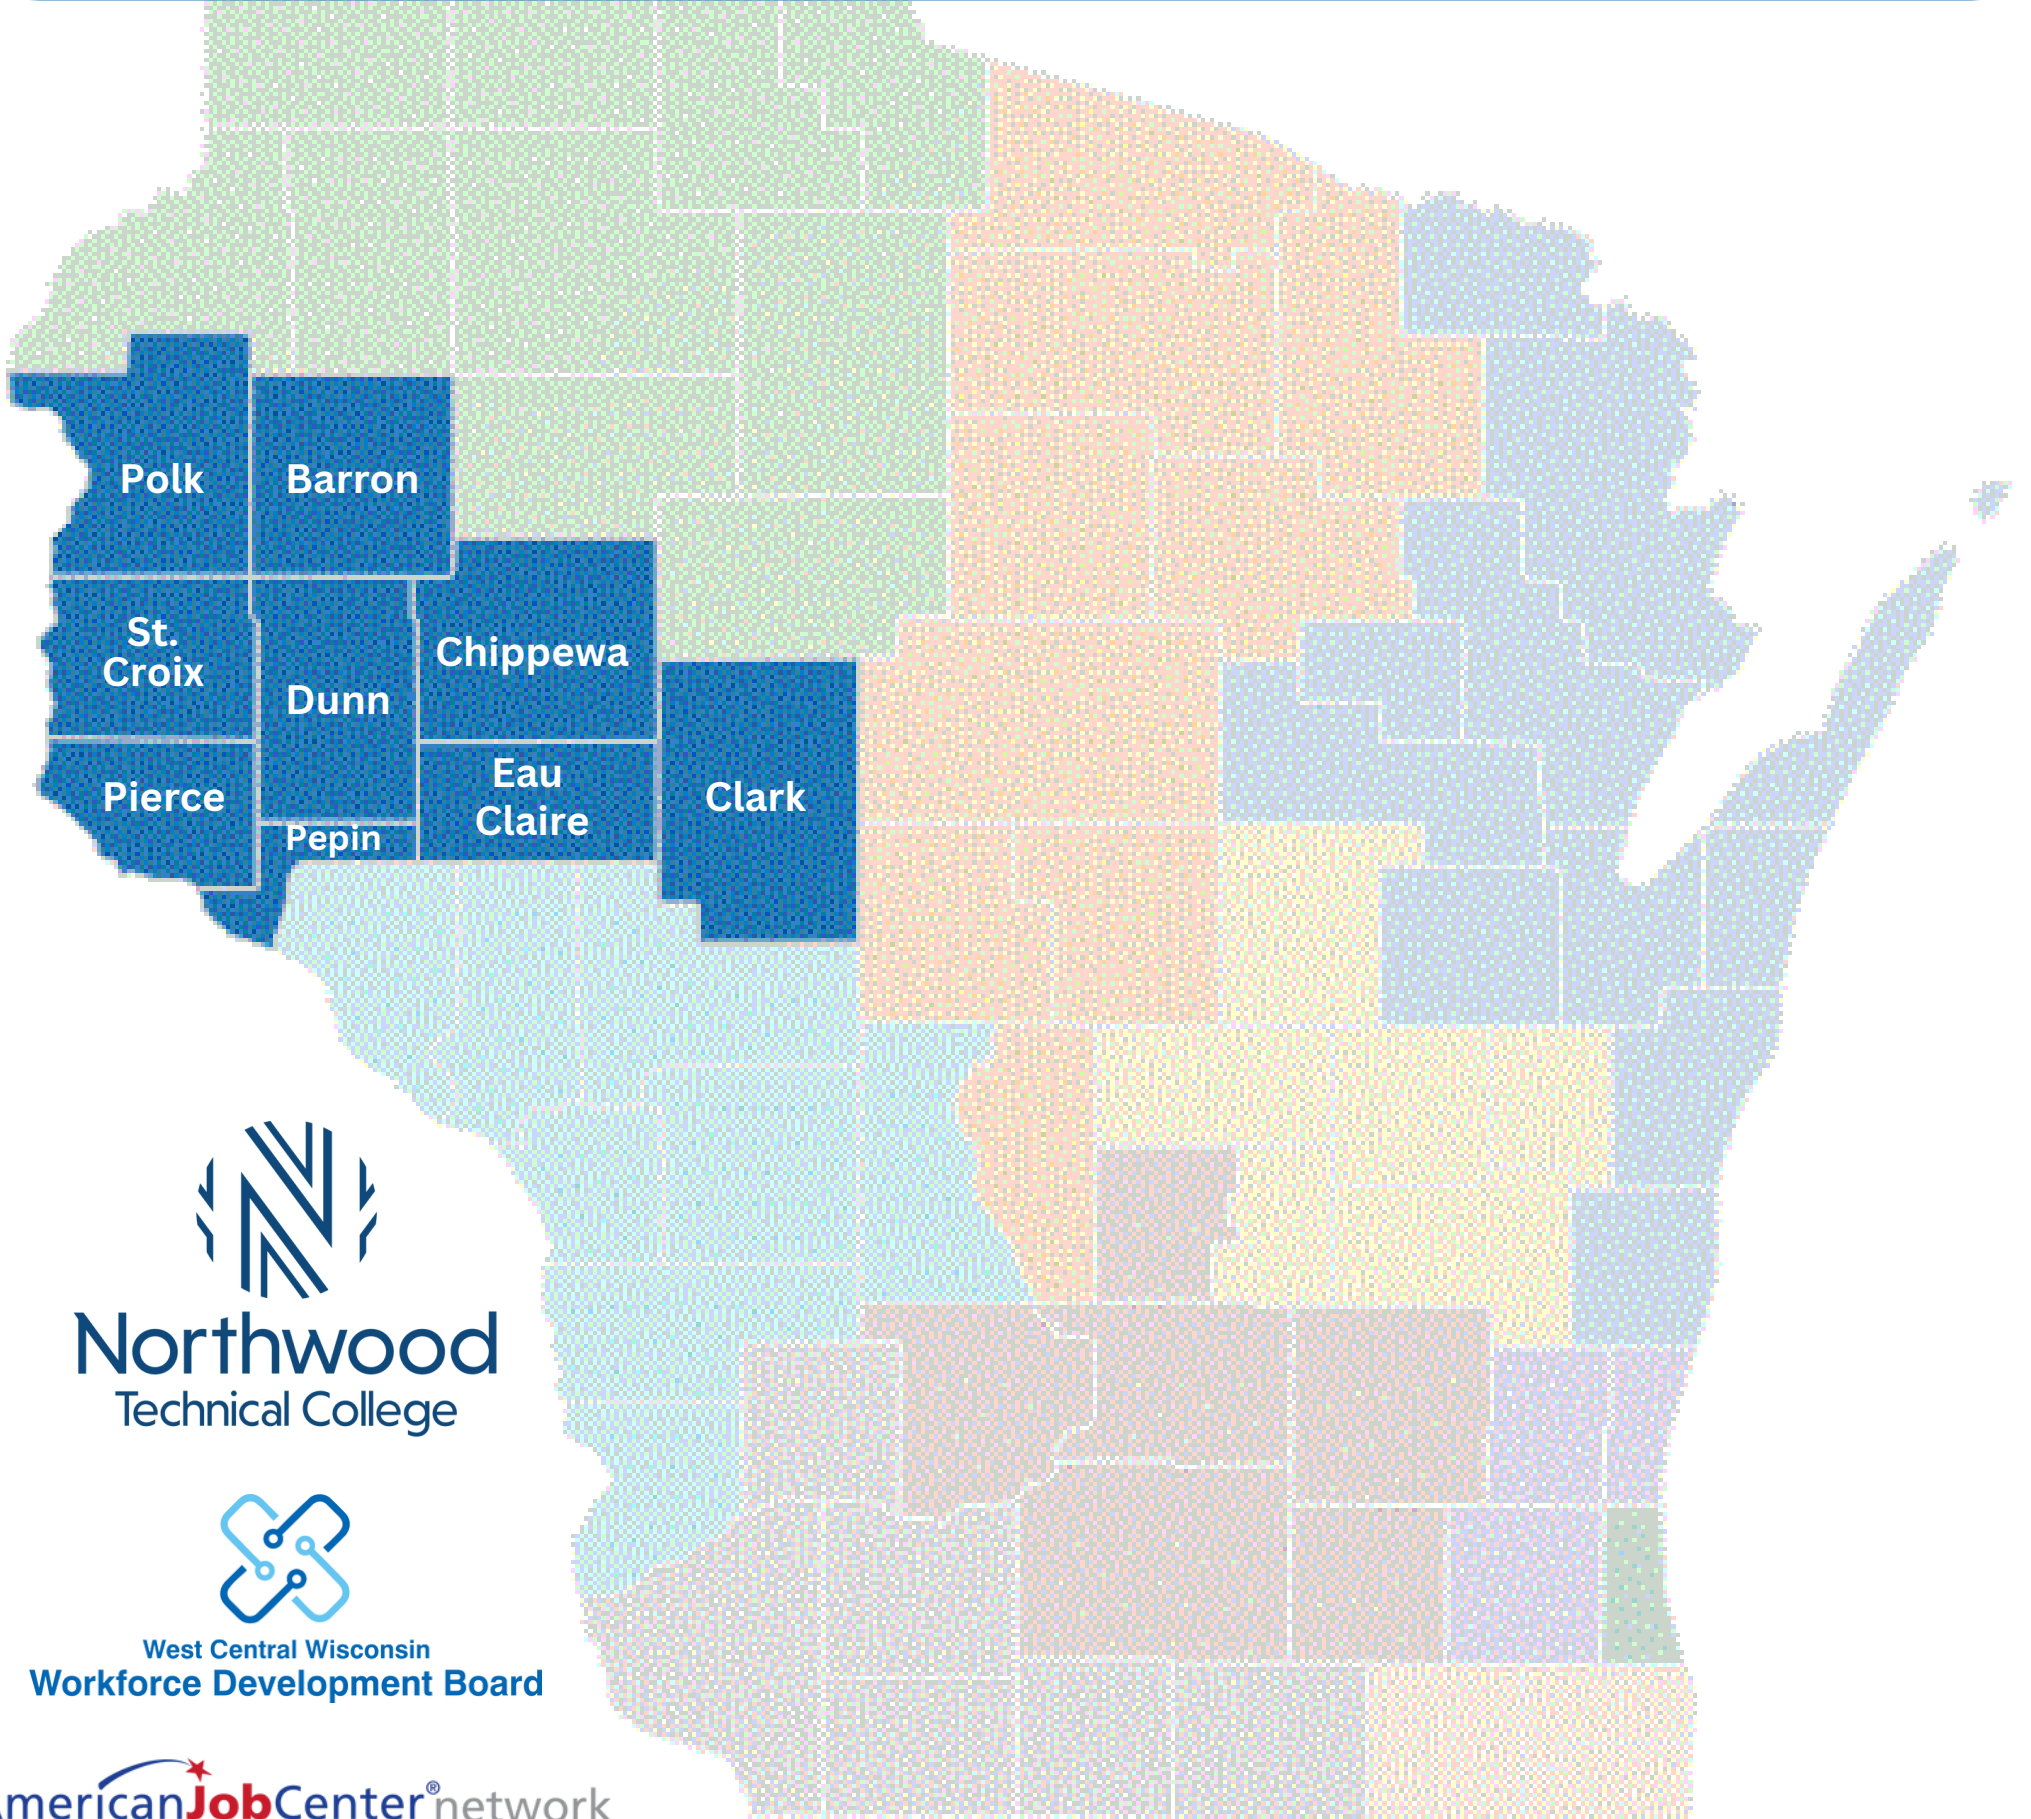 Polk
Barron
St.
Croix
Dunn
Chippewa
Pierce
Pepin
Eau
Claire
Clark
Northwood
Technical College
West Central Wisconsin
Workforce Development Board
mericanJobCenter®network